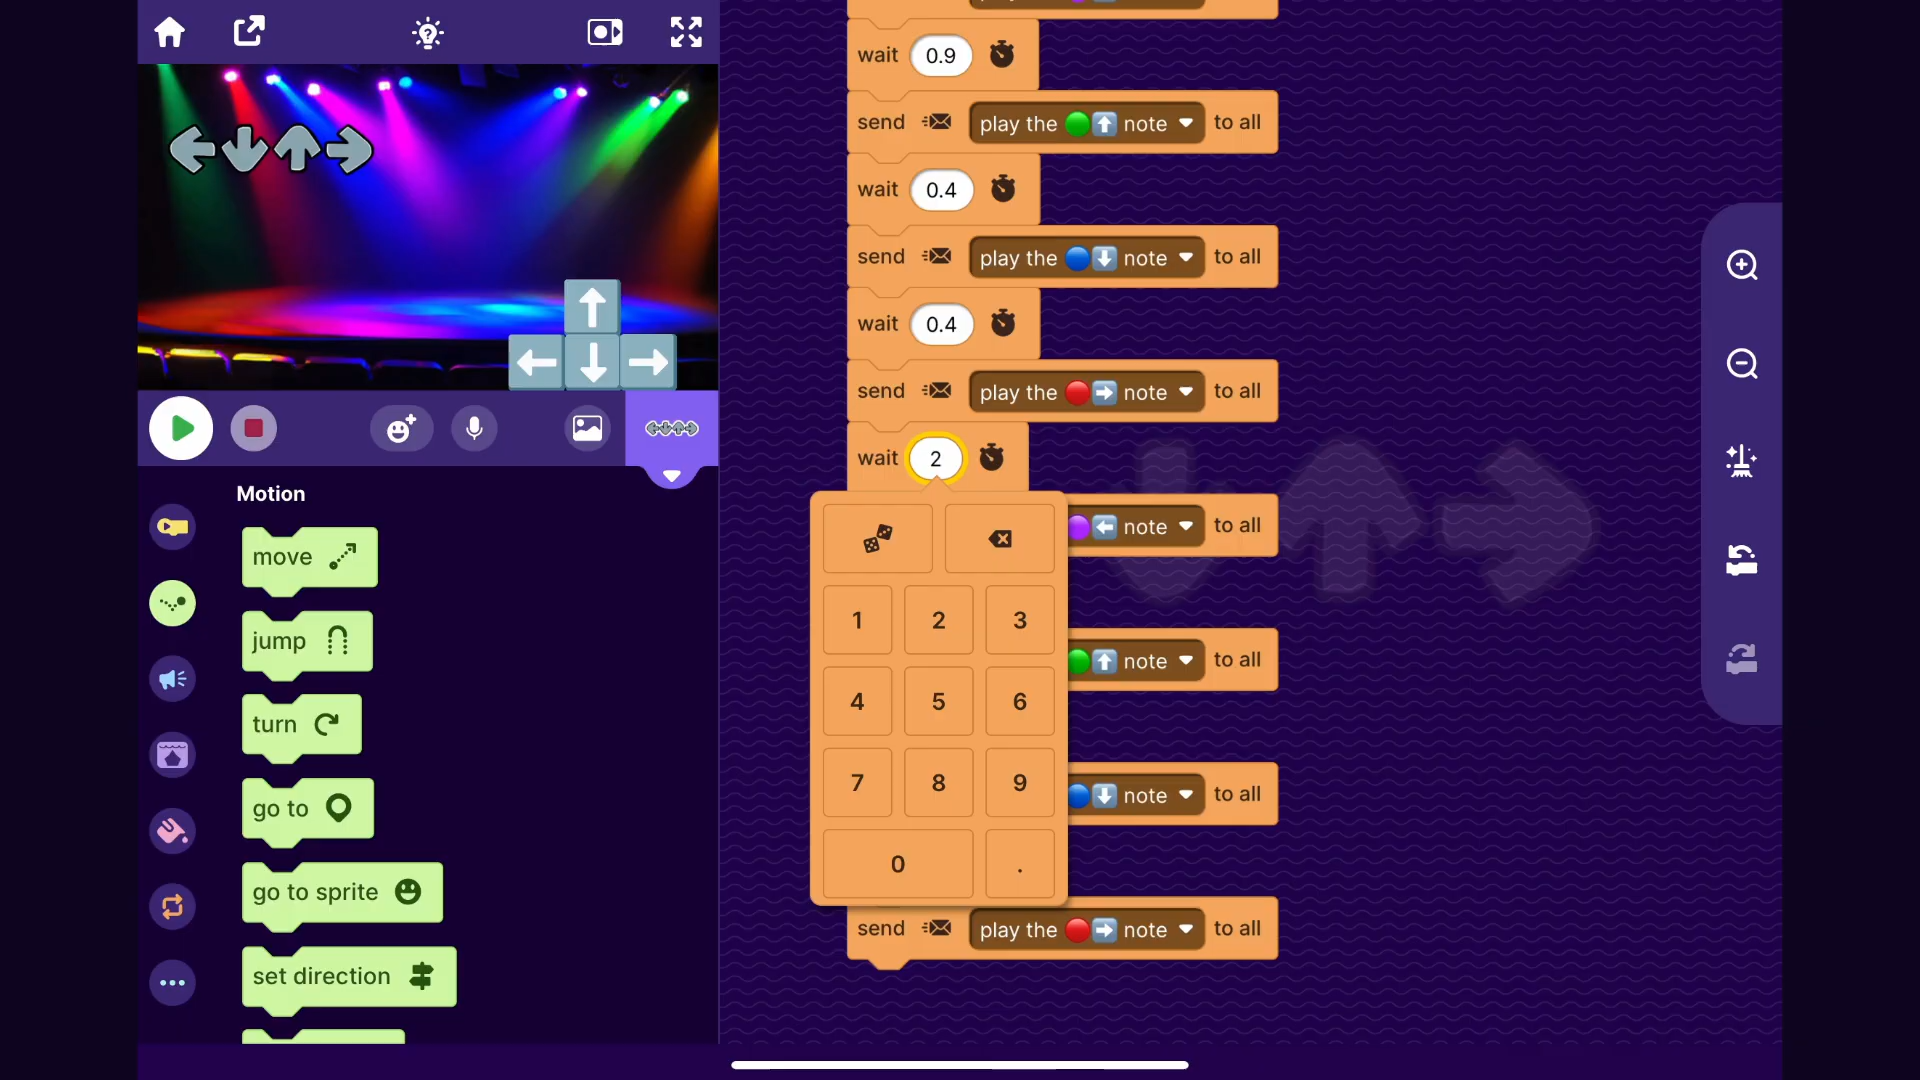 wait 0.9
send play the note to all
wait 0.4
send play the note to all
wait 0.4
send play the note to all
wait 2
note to all
note to all
note to all
send play the note to all
1 2 3
4 5 6
7 8 9
0 .
Motion
move
jump
turn
go to
go to sprite
set direction